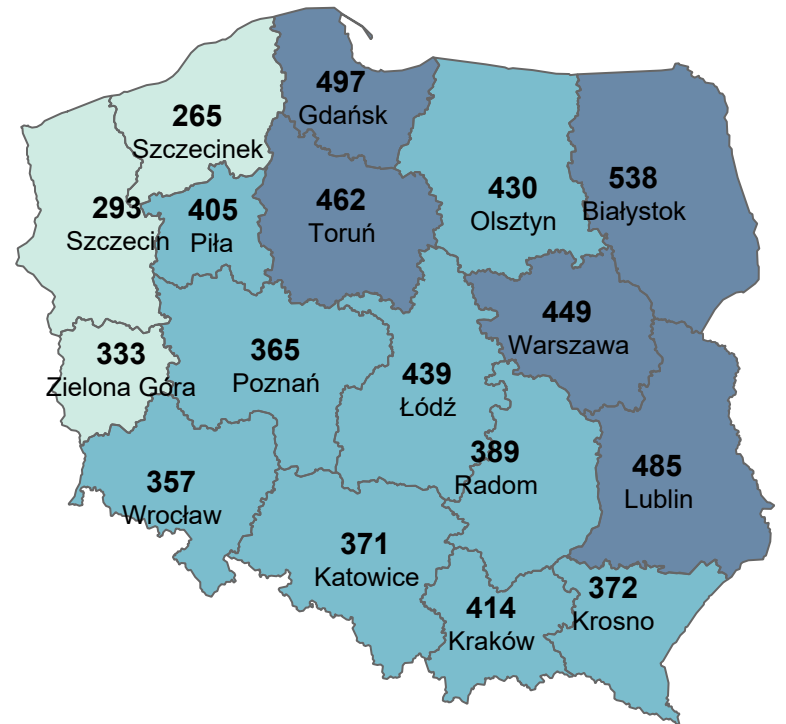 497
Gdańsk
265
Szczecinek
538
Białystok
430
Olsztyn
462
Toruń
405
Piła
293
Szczecin
449
Warszawa
333
Zielona Góra
365
Poznań
439
Łódź
389
Radom
485
Lublin
357
Wrocław
371
Katowice
372
Krosno
414
Kraków